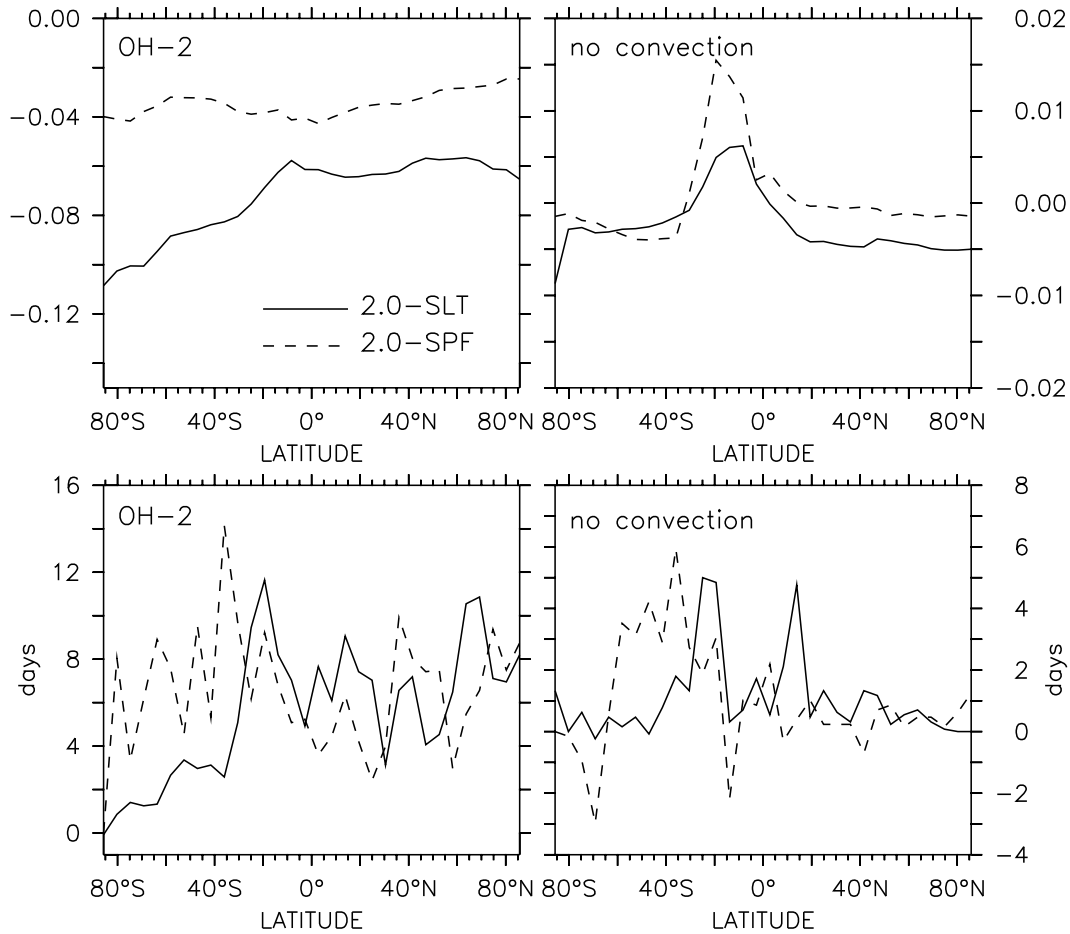 0.00
−0.04
−0.08
−0.12
OH−2
2.0−SLT
2.0−SPF
80°S 40°S 0° 40°N 80°N
LATITUDE
no convection
0.02
0.01
0.00
−0.01
−0.02
80°S 40°S 0° 40°N 80°N
LATITUDE
16
12
8
4
0
days
OH−2
80°S 40°S 0° 40°N 80°N
LATITUDE
no convection
8
6
4
2
0
−2
−4
days
80°S 40°S 0° 40°N 80°N
LATITUDE